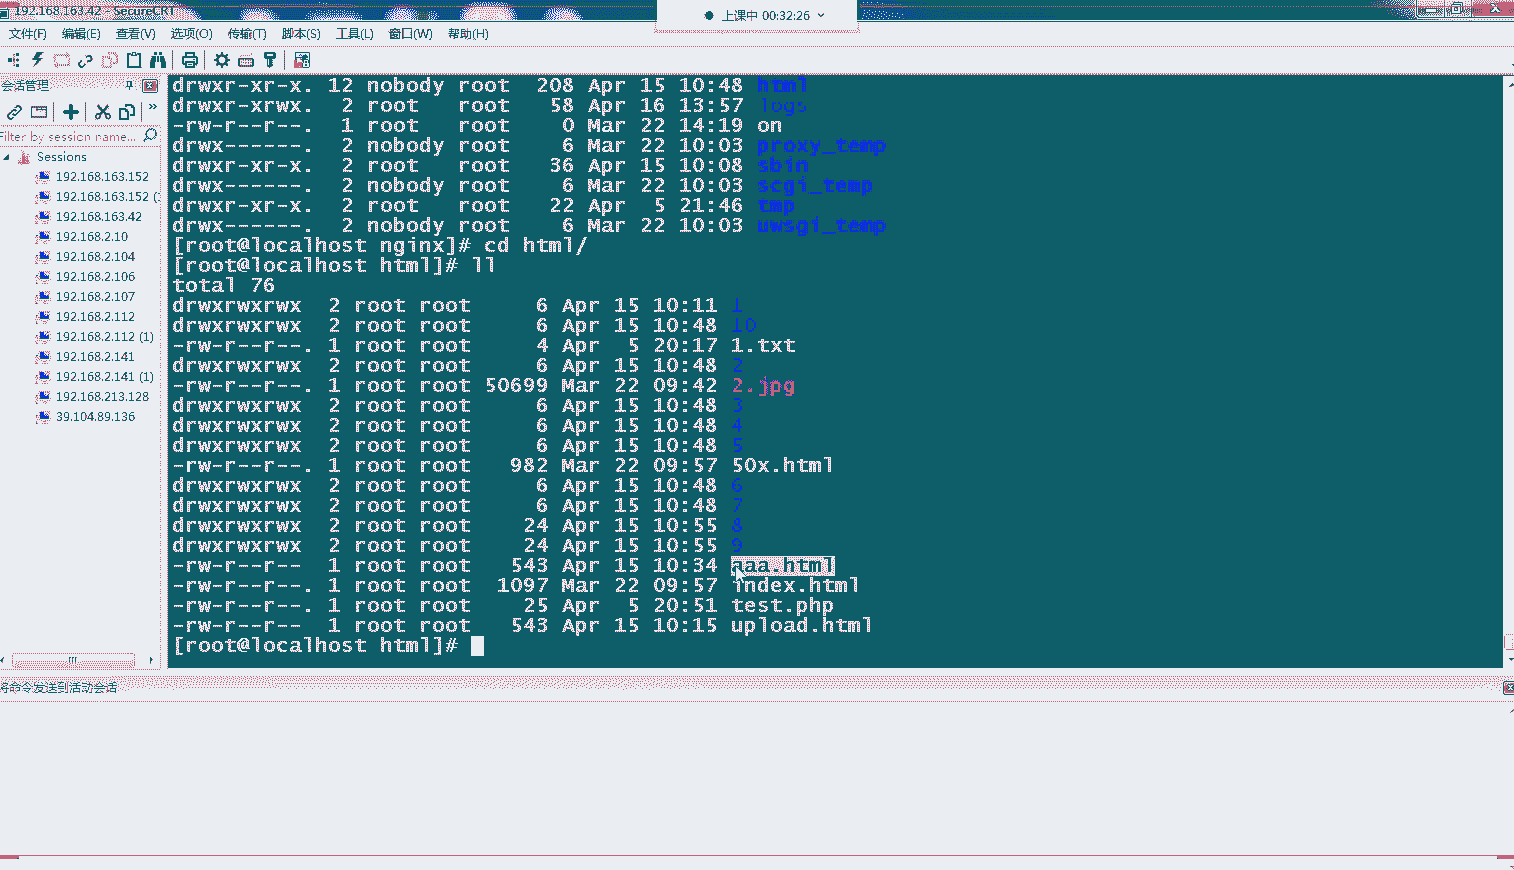 192.168.163.42 - SecureCRT
上课中 00:32:26
文件(F) 编辑(E) 查看(V) 选项(O) 传输(T) 脚本(S) 工具(L) 窗口(W) 帮助(H)
会话管理
Filter by session name...
Sessions
192.168.163.152
192.168.163.152 (1
192.168.163.42
192.168.2.10
192.168.2.104
192.168.2.106
192.168.2.107
192.168.2.112
192.168.2.112 (1)
192.168.2.141
192.168.2.141 (1)
192.168.213.128
39.104.89.136
drwxr-xr-x. 12 nobody root 208 Apr 15 10:48 html
drwxr-xrwx. 2 root root 58 Apr 16 13:57 logs
-rw-r--r--. 1 root root 0 Mar 22 14:19 on
drwx------. 2 nobody root 6 Mar 22 10:03 proxy_temp
drwxr-xr-x. 2 root root 36 Apr 15 10:08 sbin
drwx------. 2 nobody root 6 Mar 22 10:03 scgi_temp
drwxr-xr-x. 2 root root 22 Apr 5 21:46 tmp
drwx------. 2 nobody root 6 Mar 22 10:03 uwsgi_temp
[root@localhost nginx]# cd html/
[root@localhost html]# ll
total 76
drwxrwxrwx 2 root root 6 Apr 15 10:11 1
drwxrwxrwx 2 root root 6 Apr 15 10:48 10
-rw-r--r--. 1 root root 4 Apr 5 20:17 1.txt
drwxrwxrwx 2 root root 6 Apr 15 10:48 2
-rw-r--r--. 1 root root 50699 Mar 22 09:42 2.jpg
drwxrwxrwx 2 root root 6 Apr 15 10:48 3
drwxrwxrwx 2 root root 6 Apr 15 10:48 4
drwxrwxrwx 2 root root 6 Apr 15 10:48 5
-rw-r--r--. 1 root root 982 Mar 22 09:57 50x.html
drwxrwxrwx 2 root root 6 Apr 15 10:48 6
drwxrwxrwx 2 root root 6 Apr 15 10:48 7
drwxrwxrwx 2 root root 24 Apr 15 10:55 8
drwxrwxrwx 2 root root 24 Apr 15 10:55 9
-rw-r--r-- 1 root root 543 Apr 15 10:34 aaa.html
-rw-r--r--. 1 root root 1097 Mar 22 09:57 index.html
-rw-r--r--. 1 root root 25 Apr 5 20:51 test.php
-rw-r--r-- 1 root root 543 Apr 15 10:15 upload.html
[root@localhost html]#
将命令发送到活动会话